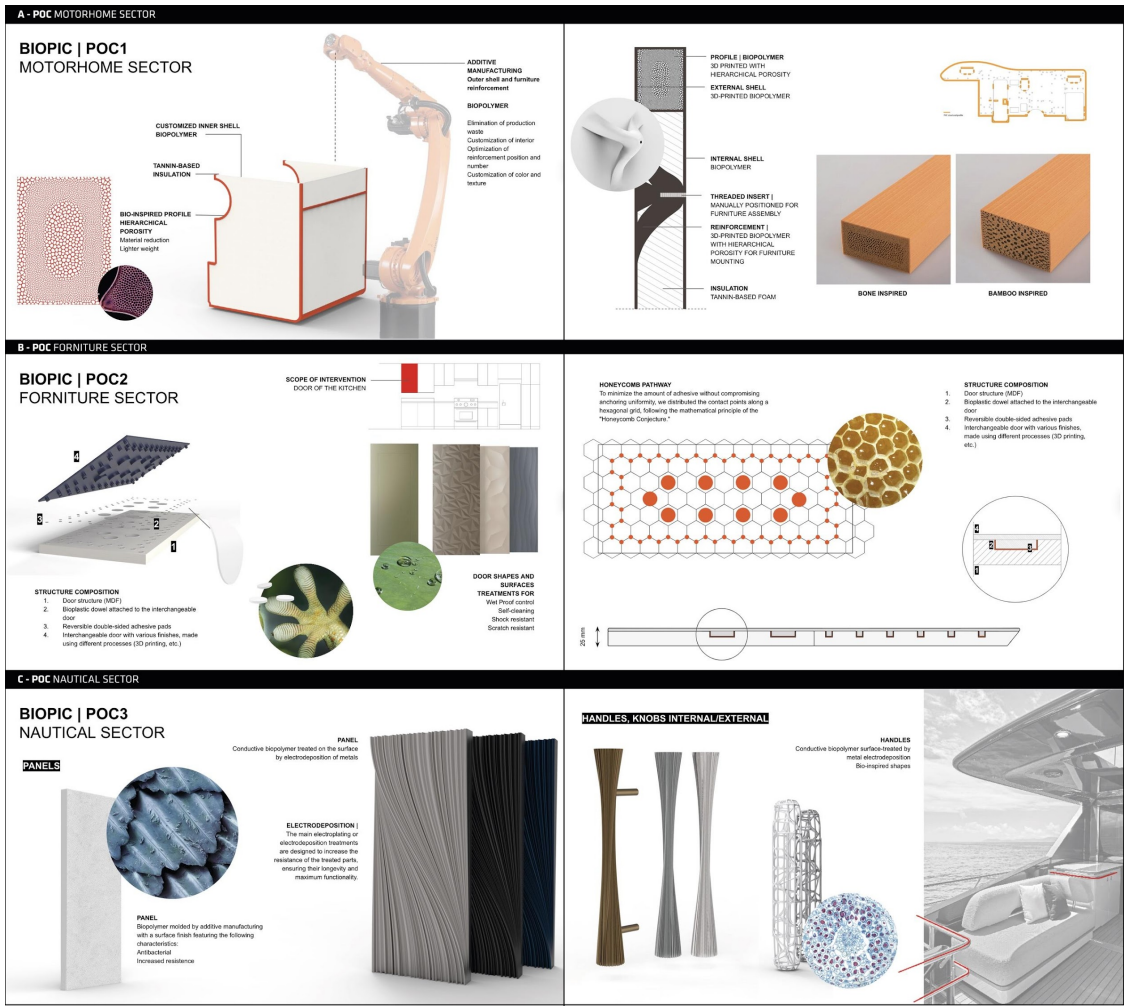 A - POC MOTORHOME SECTOR
BIOPIC | POC1
MOTORHOME SECTOR
ADDITIVE
MANUFACTURING
Outer shell and furniture
reinforcement
BIOPOLYMER
Elimination of production
waste
Customization of interior
Optimization of
reinforcement position and
number
Customization of color and
texture
CUSTOMIZED INNER SHELL
BIOPOLYMER
TANNIN-BASED
INSULATION
BIO-INSPIRED PROFILE
HIERARCHICAL
POROSITY
Material reduction
Lighter weight
PROFILE | BIOPOLYMER
3D PRINTED WITH
HIERARCHICAL POROSITY
EXTERNAL SHELL
3D-PRINTED BIOPOLYMER
INTERNAL SHELL
BIOPOLYMER
THREADED INSERT |
MANUALLY POSITIONED FOR
FURNITURE ASSEMBLY
REINFORCEMENT |
3D-PRINTED BIOPOLYMER
WITH HIERARCHICAL
POROSITY FOR FURNITURE
MOUNTING
INSULATION
TANNIN-BASED FOAM
BONE INSPIRED
BAMBOO INSPIRED
B - POC FORNITURE SECTOR
BIOPIC | POC2
FORNITURE SECTOR
SCOPE OF INTERVENTION
DOOR OF THE KITCHEN
4
3
2
1
STRUCTURE COMPOSITION
1. Door structure (MDF)
2. Bioplastic dowel attached to the interchangeable
door
3. Reversible double-sided adhesive pads
4. Interchangeable door with various finishes, made
using different processes (3D printing, etc.)
DOOR SHAPES AND
SURFACES
TREATMENTS FOR
Wet Proof control
Self-cleaning
Shock resistant
Scratch resistant
HONEYCOMB PATHWAY
To minimize the amount of adhesive without compromising
anchoring uniformity, we distributed the contact points along a
hexagonal grid, following the mathematical principle of the
"Honeycomb Conjecture."
STRUCTURE COMPOSITION
1. Door structure (MDF)
2. Bioplastic dowel attached to the interchangeable
door
3. Reversible double-sided adhesive pads
4. Interchangeable door with various finishes,
made using different processes (3D printing,
etc.)
4
2
3
1
25 mm
C - POC NAUTICAL SECTOR
BIOPIC | POC3
NAUTICAL SECTOR
PANELS
PANEL
Conductive biopolymer treated on the surface
by electrodeposition of metals
ELECTRODEPOSITION |
The main electroplating or
electrodeposition treatments
are designed to increase the
resistance of the treated parts,
ensuring their longevity and
maximum functionality.
PANEL
Biopolymer molded by additive manufacturing
with a surface finish featuring the following
characteristics:
Antibacterial
Increased resistence
HANDLES, KNOBS INTERNAL/EXTERNAL
HANDLES
Conductive biopolymer surface-treated by
metal electrodeposition
Bio-inspired shapes